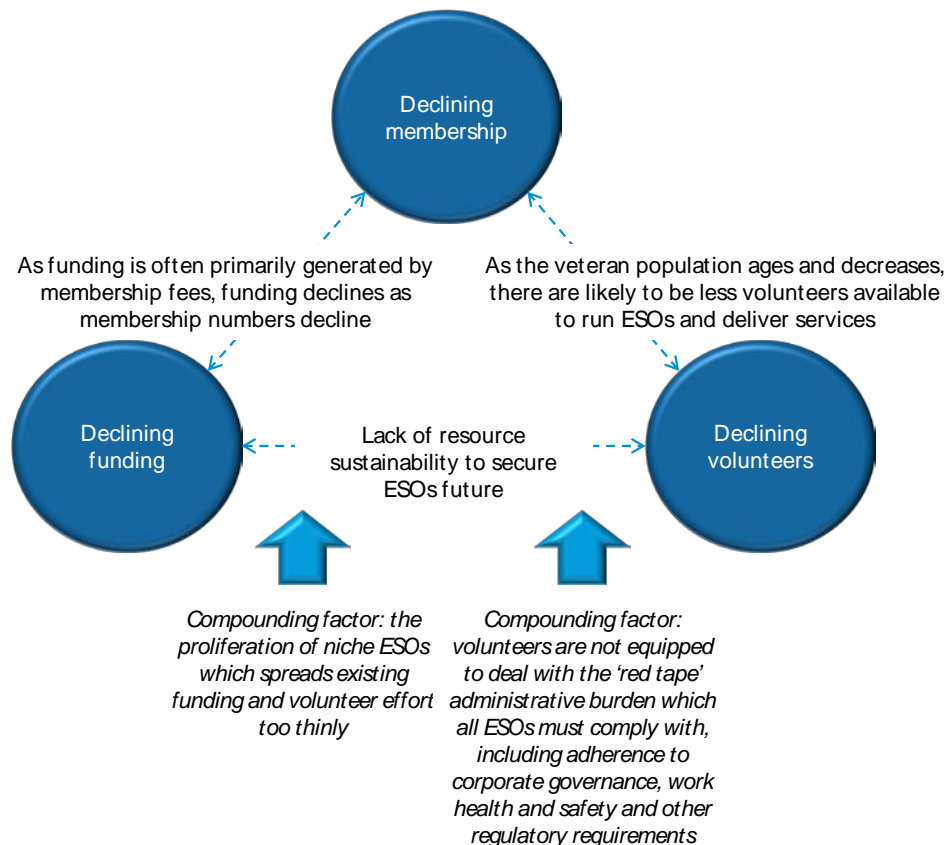 Declining
membership
As funding is often primarily generated by
membership fees, funding declines as
membership numbers decline
As the veteran population ages and decreases,
there are likely to be less volunteers available
to run ESOs and deliver services
Declining
funding
Lack of resource
sustainability to secure
ESOs future
Declining
volunteers
Compounding factor: the
proliferation of niche ESOs
which spreads existing
funding and volunteer effort
too thinly
Compounding factor:
volunteers are not equipped
to deal with the ‘red tape’
administrative burden which
all ESOs must comply with,
including adherence to
corporate governance, work
health and safety and other
regulatory requirements